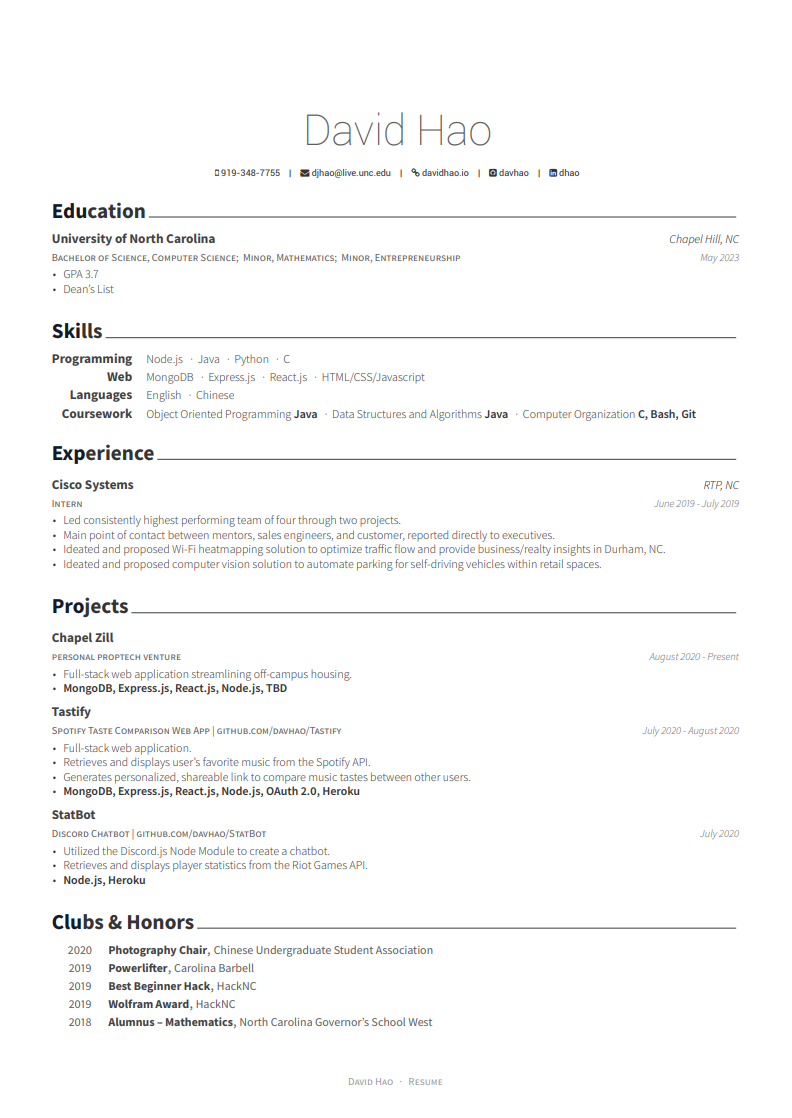 David Hao
919-348-7755 | djhao@live.unc.edu | davidhao.io | davhao | dhao
Education
University of North Carolina Chapel Hill, NC
Bachelor of Science, Computer Science; Minor, Mathematics; Minor, Entrepreneurship May 2023
• GPA 3.7
• Dean's List
Skills
Programming Node.js · Java · Python · C
Web MongoDB · Express.js · React.js · HTML/CSS/Javascript
Languages English · Chinese
Coursework Object Oriented Programming Java · Data Structures and Algorithms Java · Computer Organization C, Bash, Git
Experience
Cisco Systems RTP, NC
Intern June 2019 - July 2019
• Led consistently highest performing team of four through two projects.
• Main point of contact between mentors, sales engineers, and customer, reported directly to executives.
• Ideated and proposed Wi-Fi heatmapping solution to optimize traffic flow and provide business/realty insights in Durham, NC.
• Ideated and proposed computer vision solution to automate parking for self-driving vehicles within retail spaces.
Projects
Chapel Zill
personal proptech venture August 2020 - Present
• Full-stack web application streamlining off-campus housing.
• MongoDB, Express.js, React.js, Node.js, TBD
Tastify
Spotify Taste Comparison Web App | github.com/davhao/Tastify July 2020 - August 2020
• Full-stack web application.
• Retrieves and displays user's favorite music from the Spotify API.
• Generates personalized, shareable link to compare music tastes between other users.
• MongoDB, Express.js, React.js, Node.js, OAuth 2.0, Heroku
StatBot
Discord Chatbot | github.com/davhao/StatBot July 2020
• Utilized the Discord.js Node Module to create a chatbot.
• Retrieves and displays player statistics from the Riot Games API.
• Node.js, Heroku
Clubs & Honors
2020 Photography Chair, Chinese Undergraduate Student Association
2019 Powerlifter, Carolina Barbell
2019 Best Beginner Hack, HackNC
2019 Wolfram Award, HackNC
2018 Alumnus – Mathematics, North Carolina Governor's School West
David Hao · Resume